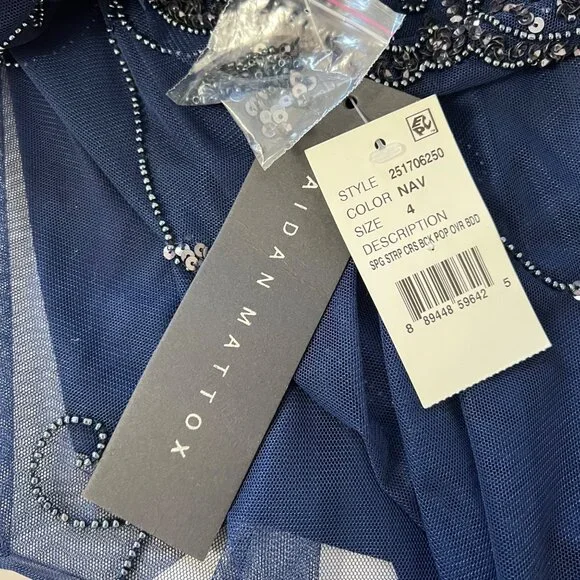 AIDAN MATTOX
STYLE 251706250
COLOR NAV
SIZE 4
DESCRIPTION
SPG STRP CRS BCK POP OVR BDD
8 89448 59642 5